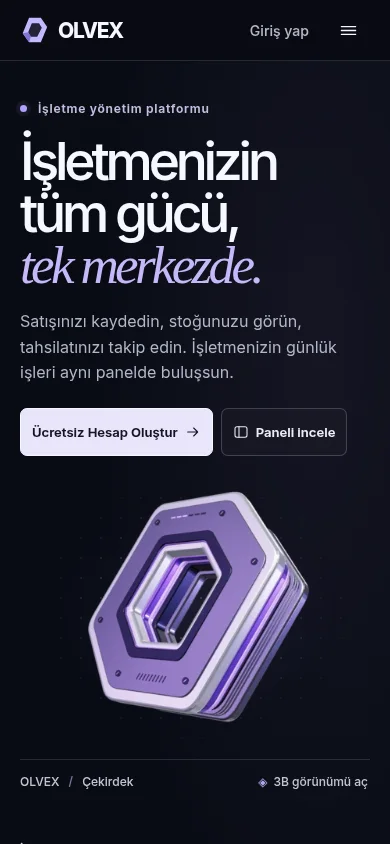 OLVEX
Giriş yap
İşletme yönetim platformu
İşletmenizin
tüm gücü,
tek merkezde.
Satışınızı kaydedin, stoğunuzu görün,
tahsilatınızı takip edin. İşletmenizin günlük
işleri aynı panelde buluşsun.
Ücretsiz Hesap Oluştur →
Paneli incele
OLVEX / Çekirdek
◈ 3B görünümü aç